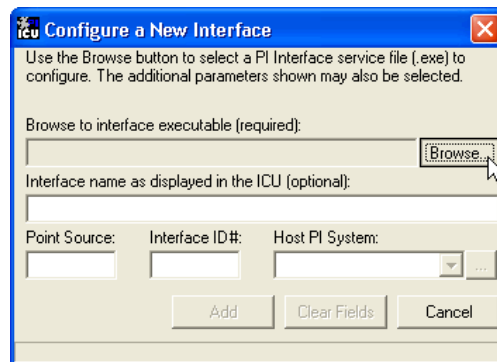 ICU Configure a New Interface
Use the Browse button to select a PI Interface service file (.exe) to
configure. The additional parameters shown may also be selected.
Browse to interface executable (required):
Browse...
Interface name as displayed in the ICU (optional):
Point Source: Interface ID#: Host PI System:
...
Add Clear Fields Cancel